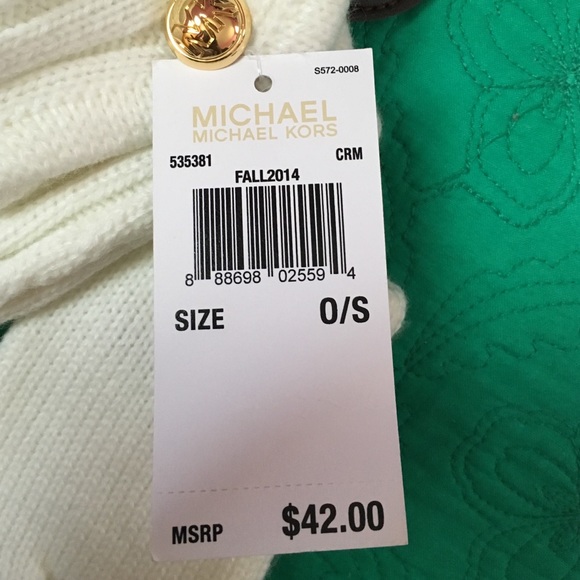 S572-0008
MICHAEL
MICHAEL KORS
535381 CRM
FALL2014
8 88698 02559 4
SIZE O/S
MSRP $42.00